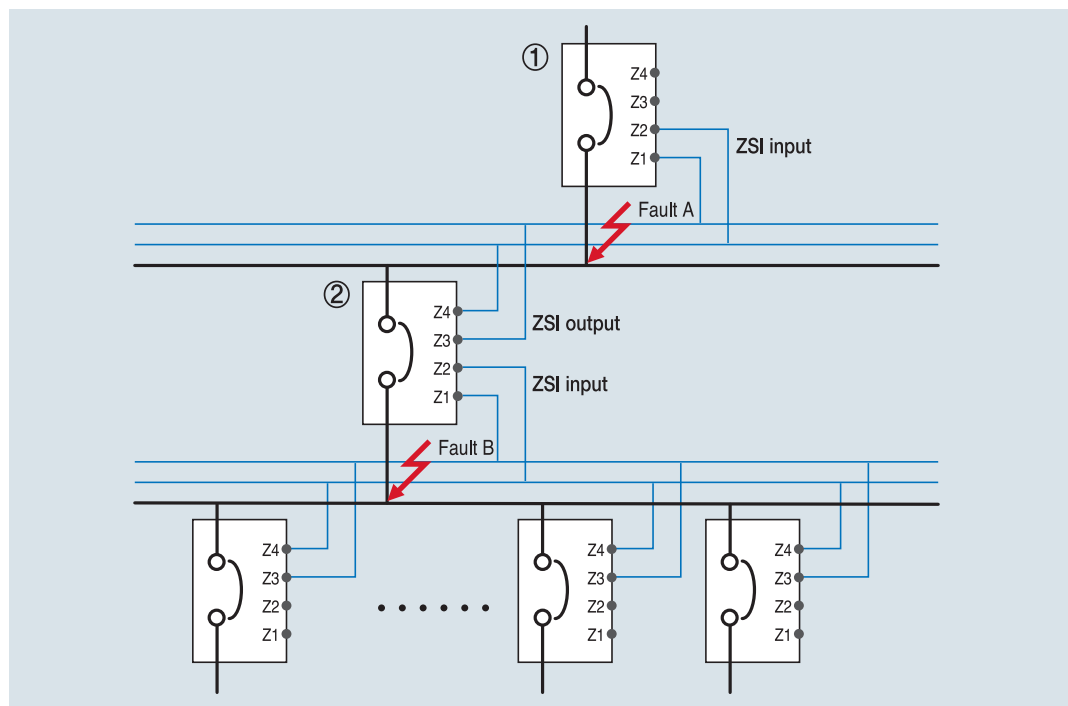 ①
Z4
Z3
Z2
Z1
ZSI input
Fault A
②
Z4
Z3
Z2
Z1
ZSI output
ZSI input
Fault B
Z4
Z3
Z2
Z1
Z4
Z3
Z2
Z1
Z4
Z3
Z2
Z1